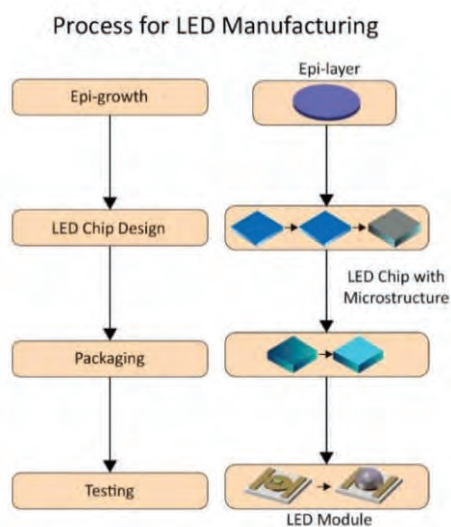 Process for LED Manufacturing
Epi-layer
Epi-growth
LED Chip Design
LED Chip with
Microstructure
Packaging
Testing
LED Module